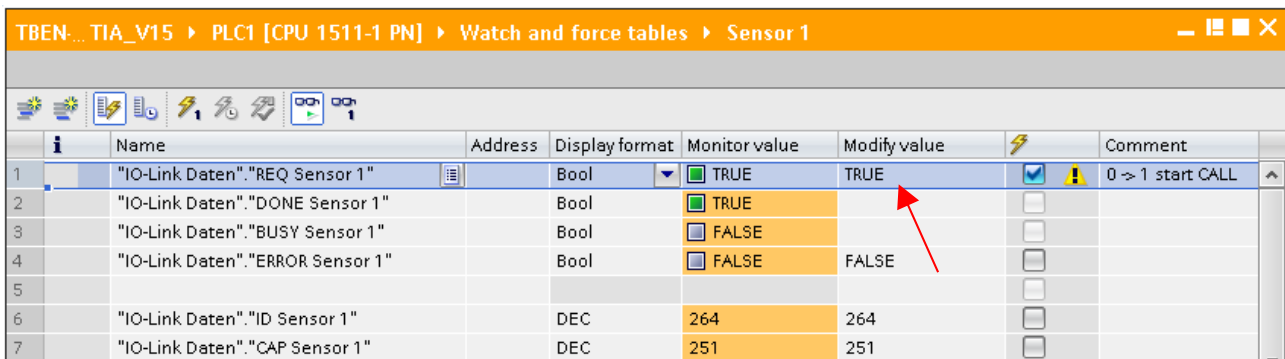 TBEN-... TIA_V15 ▸ PLC1 [CPU 1511-1 PN] ▸ Watch and force tables ▸ Sensor 1
i Name Address Display format Monitor value Modify value Comment
1 "IO-Link Daten"."REQ Sensor 1" Bool TRUE TRUE 0 -> 1 start CALL
2 "IO-Link Daten"."DONE Sensor 1" Bool TRUE
3 "IO-Link Daten"."BUSY Sensor 1" Bool FALSE
4 "IO-Link Daten"."ERROR Sensor 1" Bool FALSE FALSE
5
6 "IO-Link Daten"."ID Sensor 1" DEC 264 264
7 "IO-Link Daten"."CAP Sensor 1" DEC 251 251